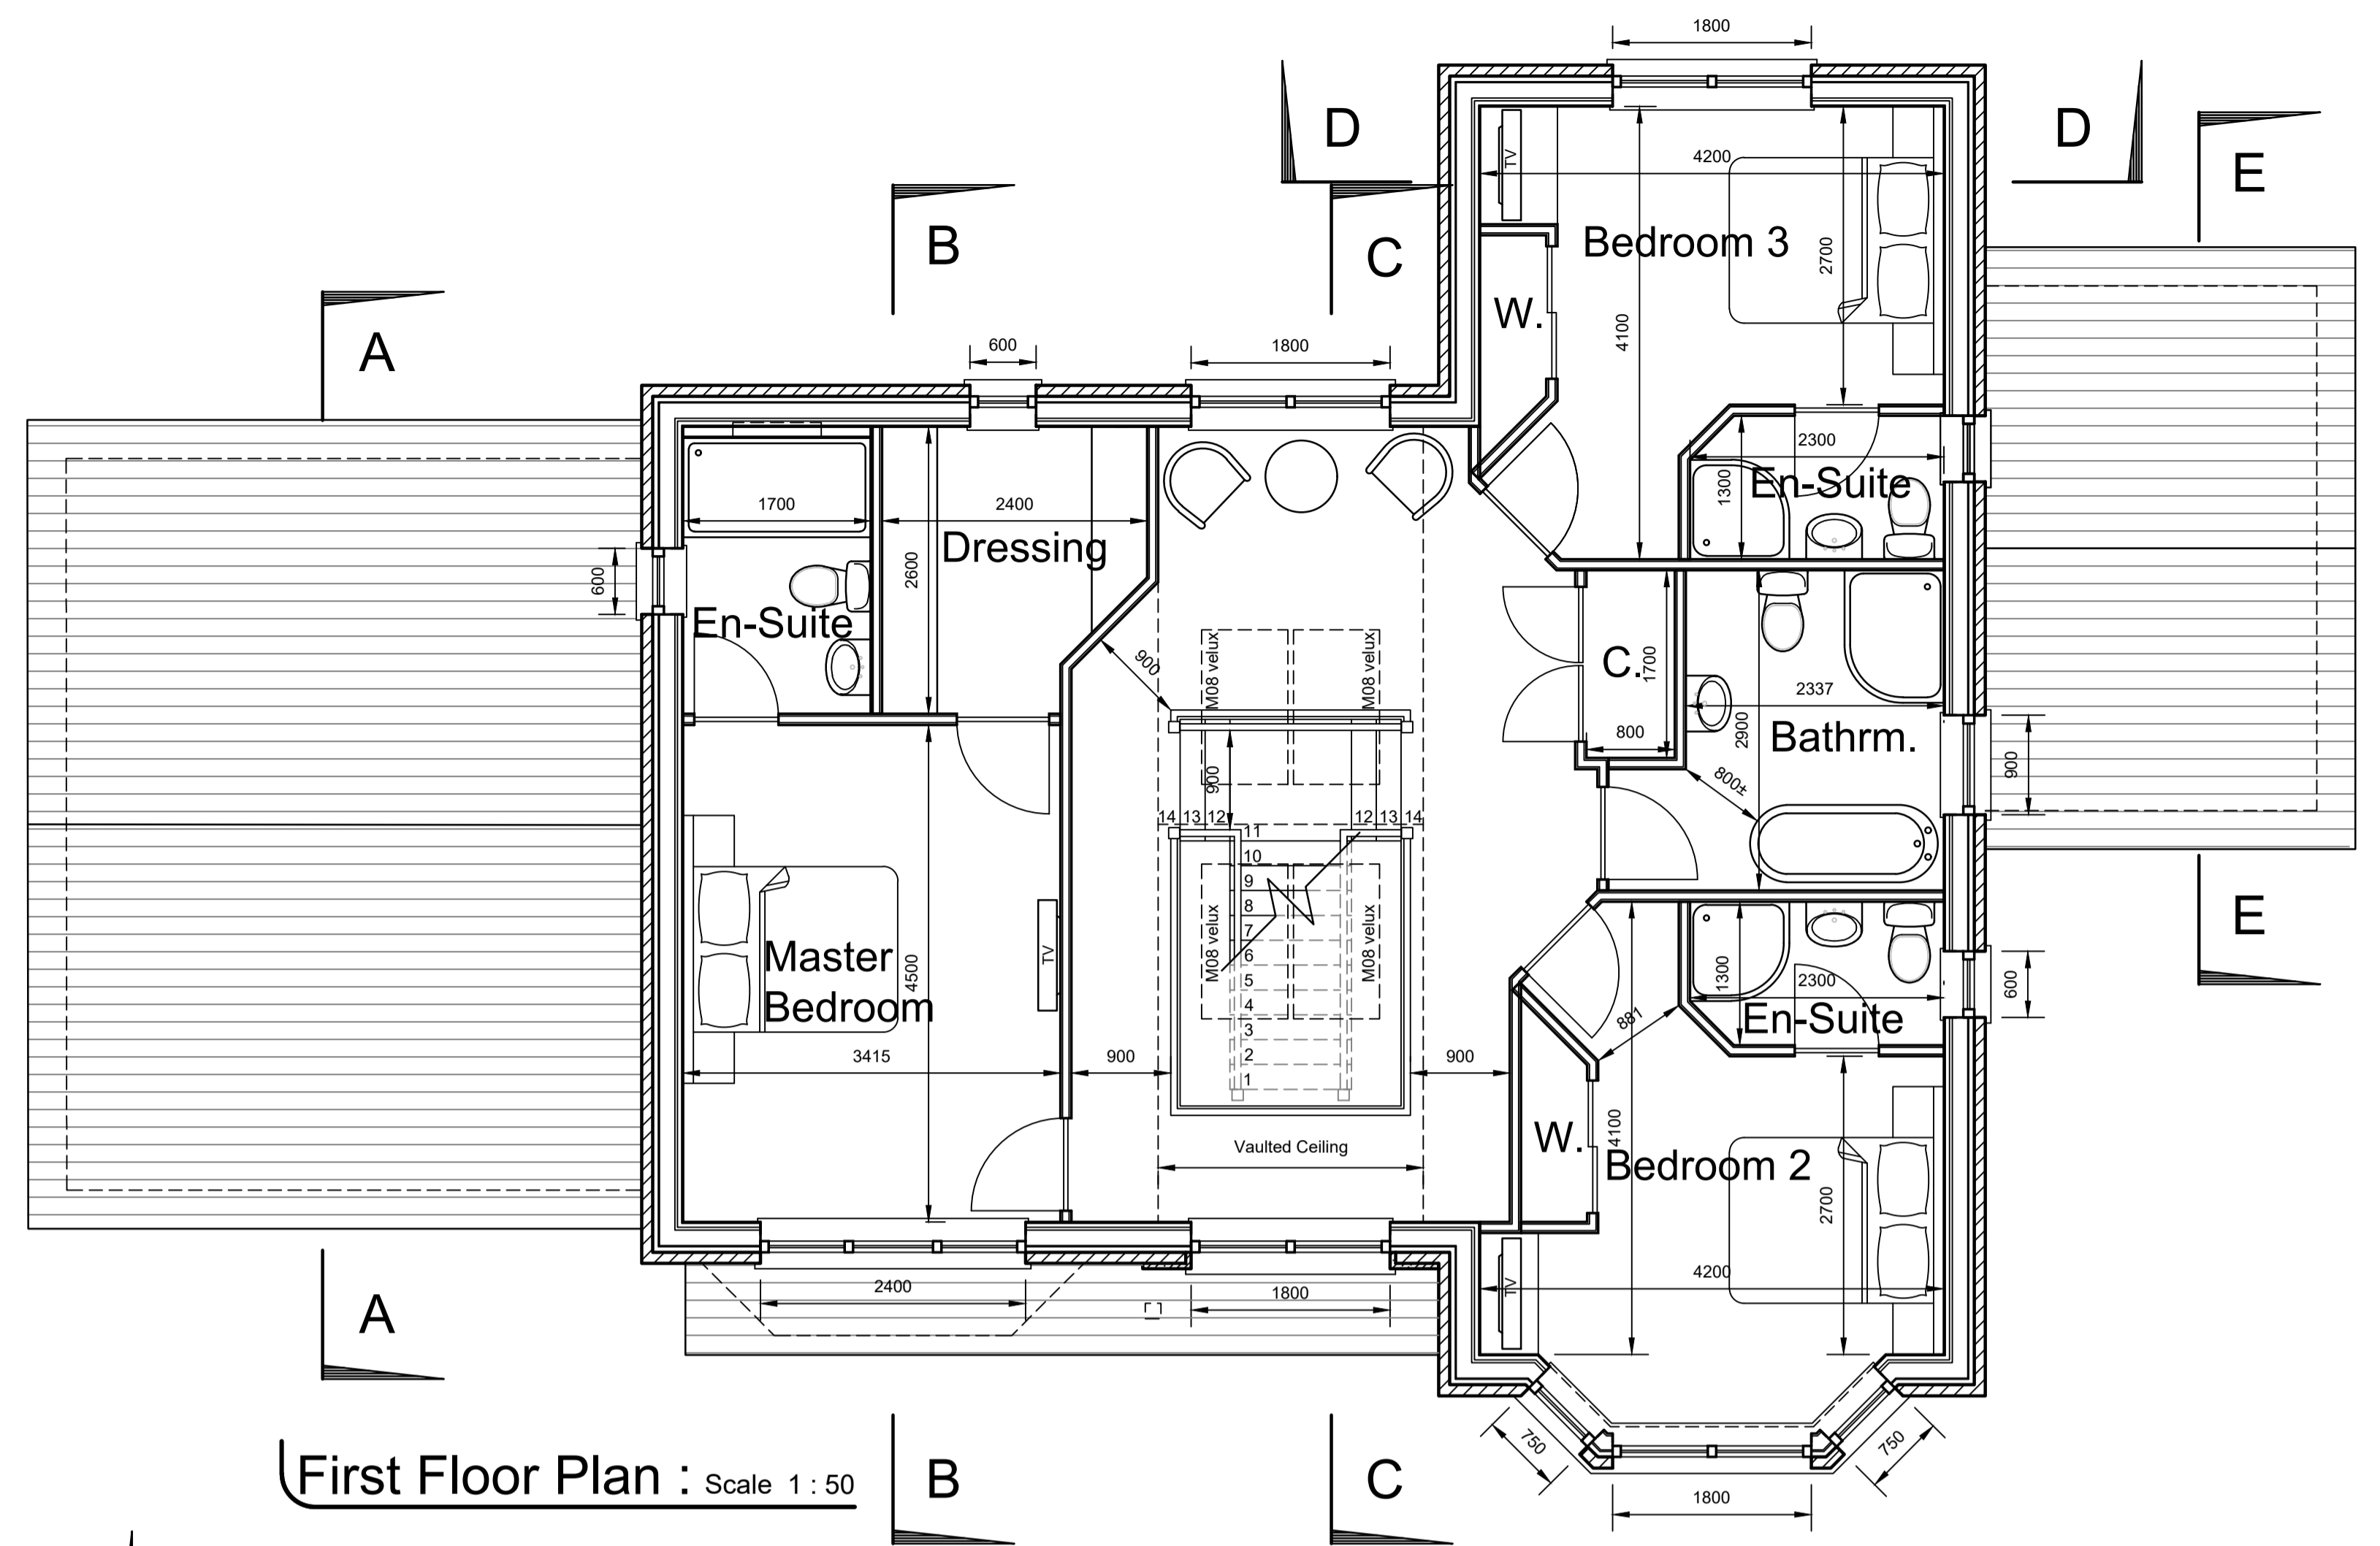 1800
D
D
E
4200
TV
B
C
Bedroom 3
2700
W.
4100
A
600
1800
2300
1700
2400
En-Suite
1300
Dressing
2600
600
En-Suite
900
M08 velux
M08 velux
C.
1700
2337
2900
Bathrm.
800
900
900
800±
14 13 12
12 13 14
11
10
9
8
7
6
5
4
3
2
1
M08 velux
M08 velux
E
Master
Bedroom
4500
TV
1300
2300
600
En-Suite
881
3415
900
900
Vaulted Ceiling
W.
4100
Bedroom 2
2700
4200
TV
2400
1800
A
750
750
First Floor Plan : Scale 1 : 50
B
C
1800